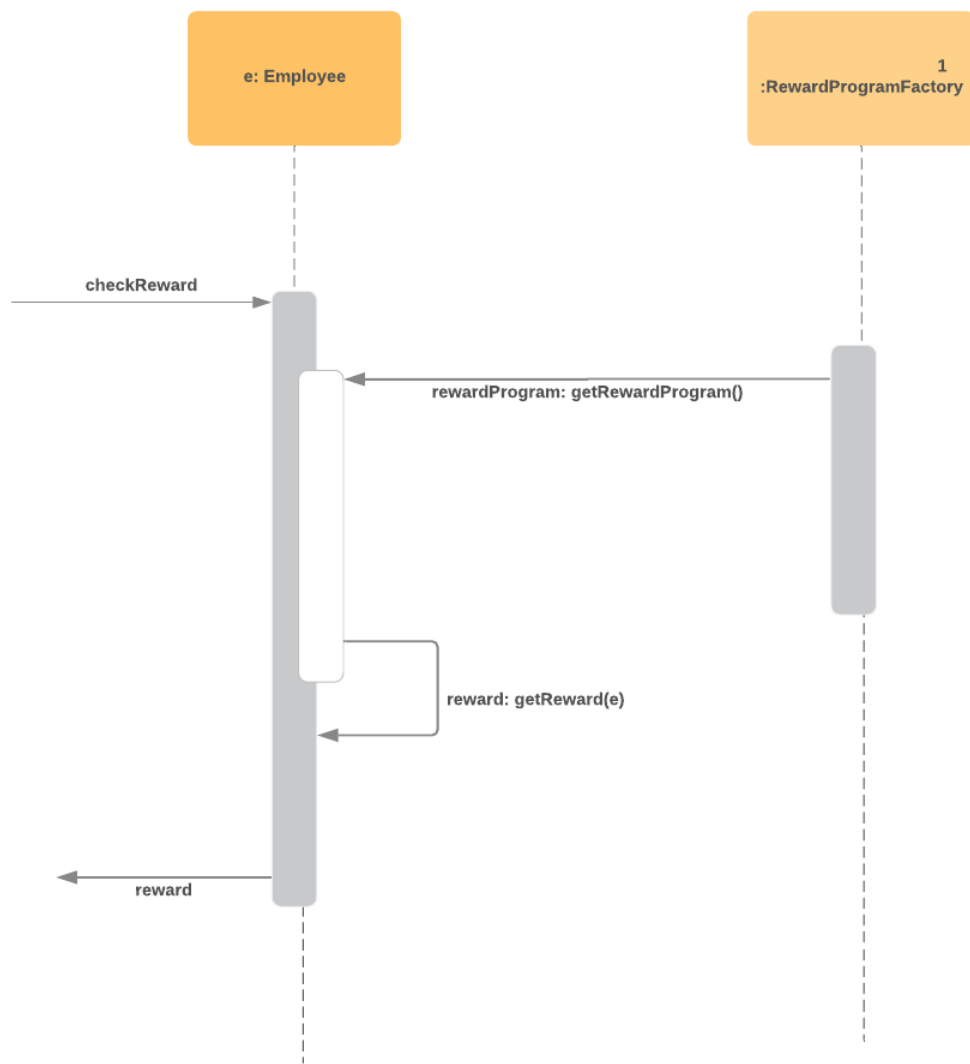 e: Employee
1
:RewardProgramFactory
checkReward
rewardProgram: getRewardProgram()
reward: getReward(e)
reward